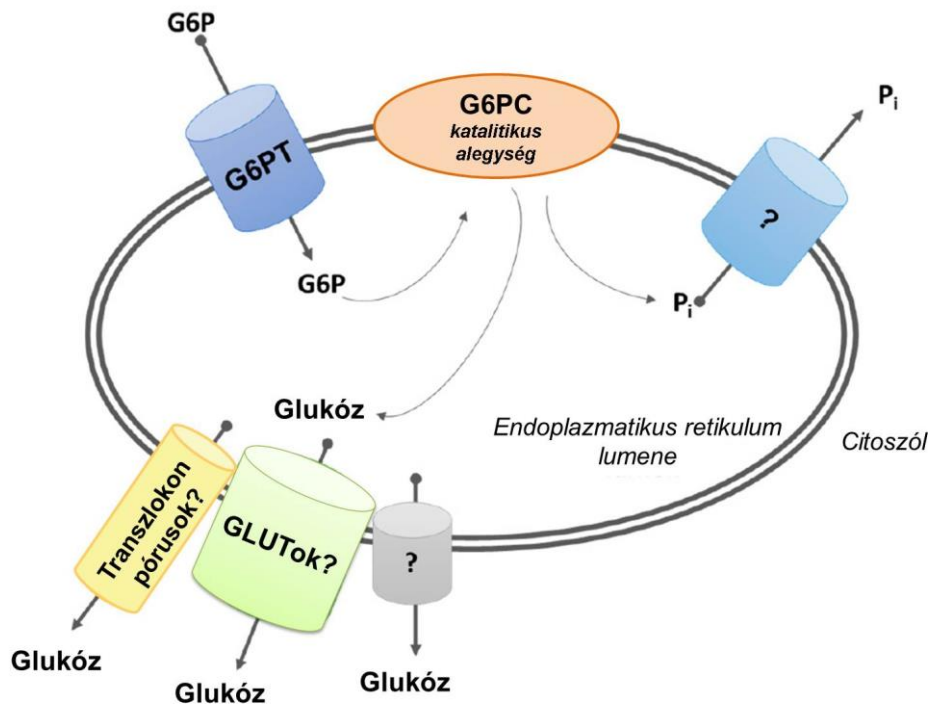 G6P
G6PT
G6P
G6PC
katalitikus
alegység
Pi
?
Pi
Glukóz
Endoplazmatikus retikulum
lumene
Citoszól
Transzlokon
pórusok?
GLUTok?
?
Glukóz
Glukóz
Glukóz